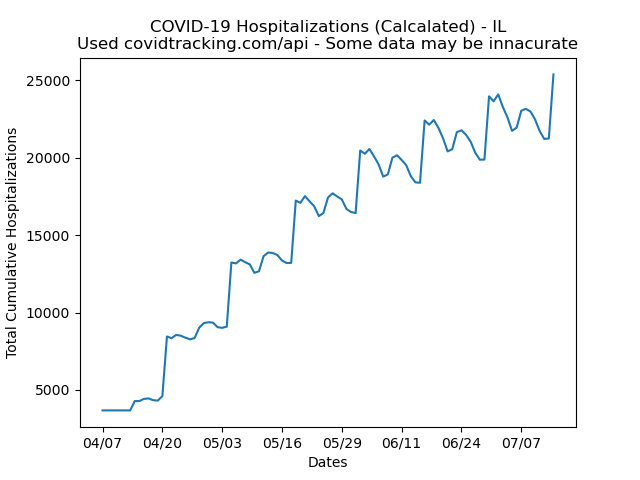 COVID-19 Hospitalizations (Calcalated) - IL
Used covidtracking.com/api - Some data may be innacurate
Total Cumulative Hospitalizations
25000
20000
15000
10000
5000
04/07 04/20 05/03 05/16 05/29 06/11 06/24 07/07
Dates